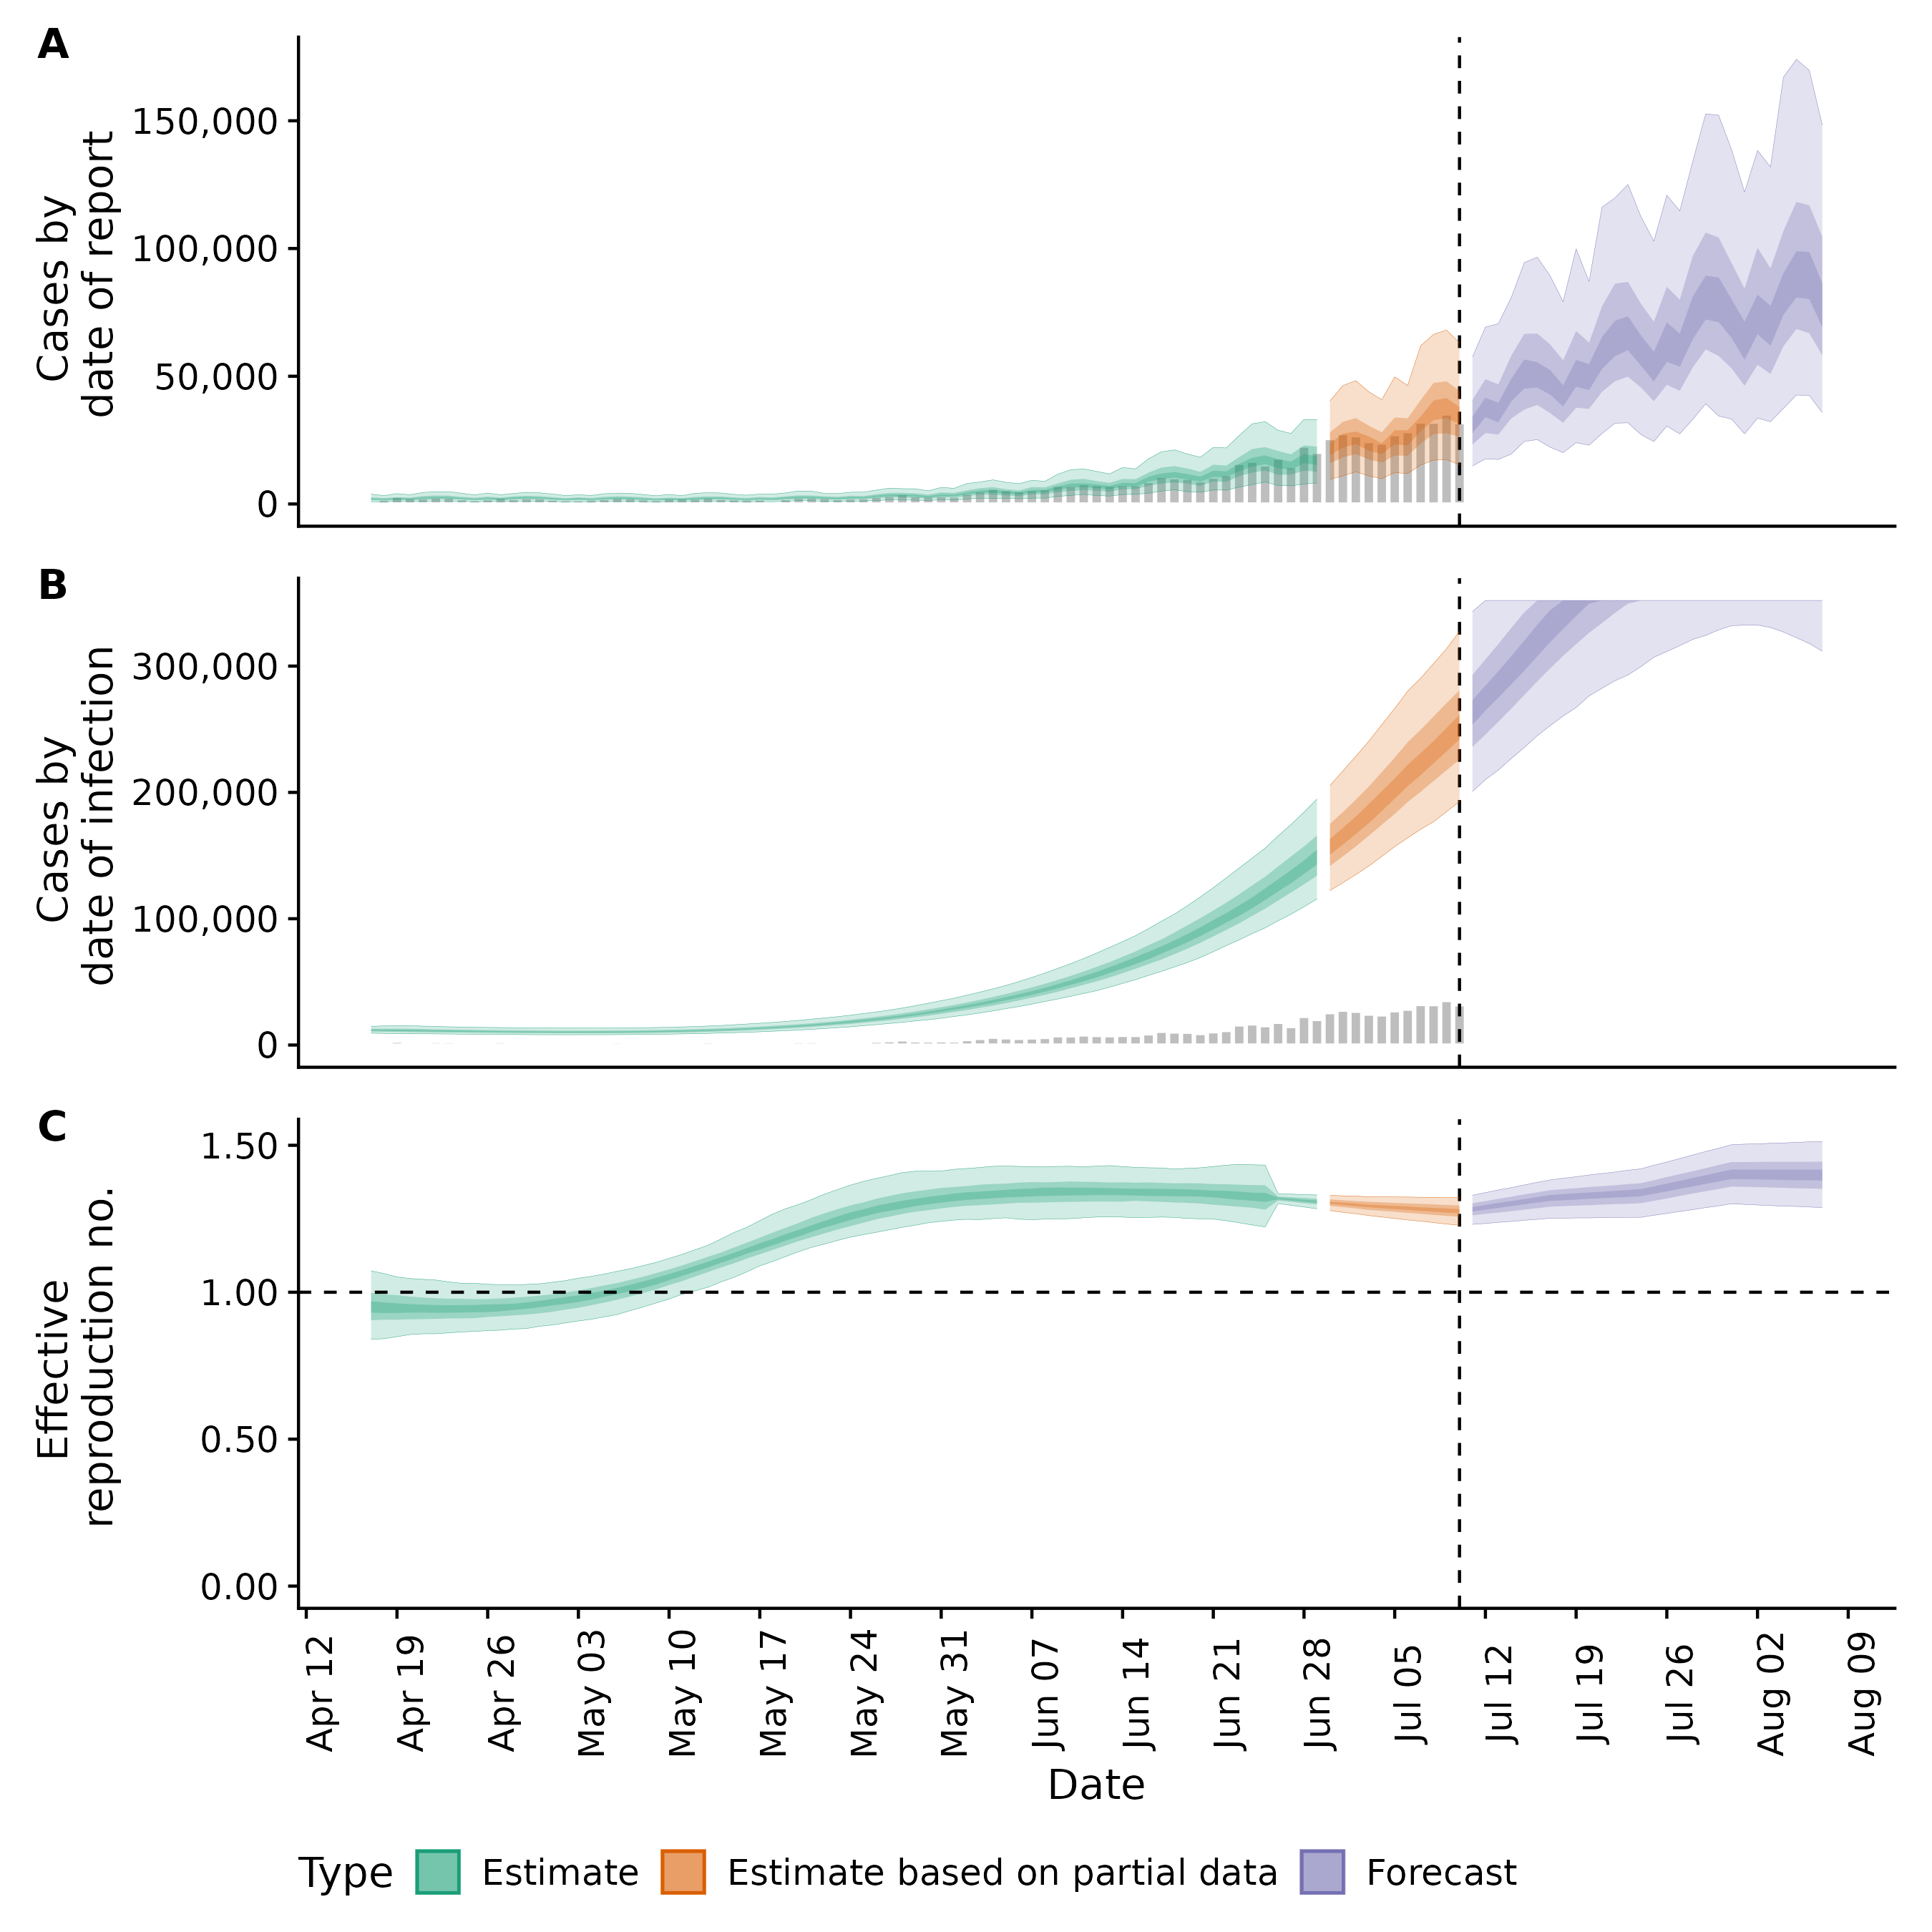 A
Cases by
date of report
150,000
100,000
50,000
0
B
Cases by
date of infection
300,000
200,000
100,000
0
C
Effective
reproduction no.
1.50
1.00
0.50
0.00
Apr 12
Apr 19
Apr 26
May 03
May 10
May 17
May 24
May 31
Jun 07
Jun 14
Jun 21
Jun 28
Jul 05
Jul 12
Jul 19
Jul 26
Aug 02
Aug 09
Date
Type Estimate Estimate based on partial data Forecast